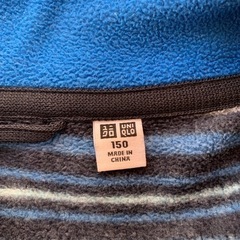 ユニ UNI
クロ QLO
150
MADE IN
CHINA